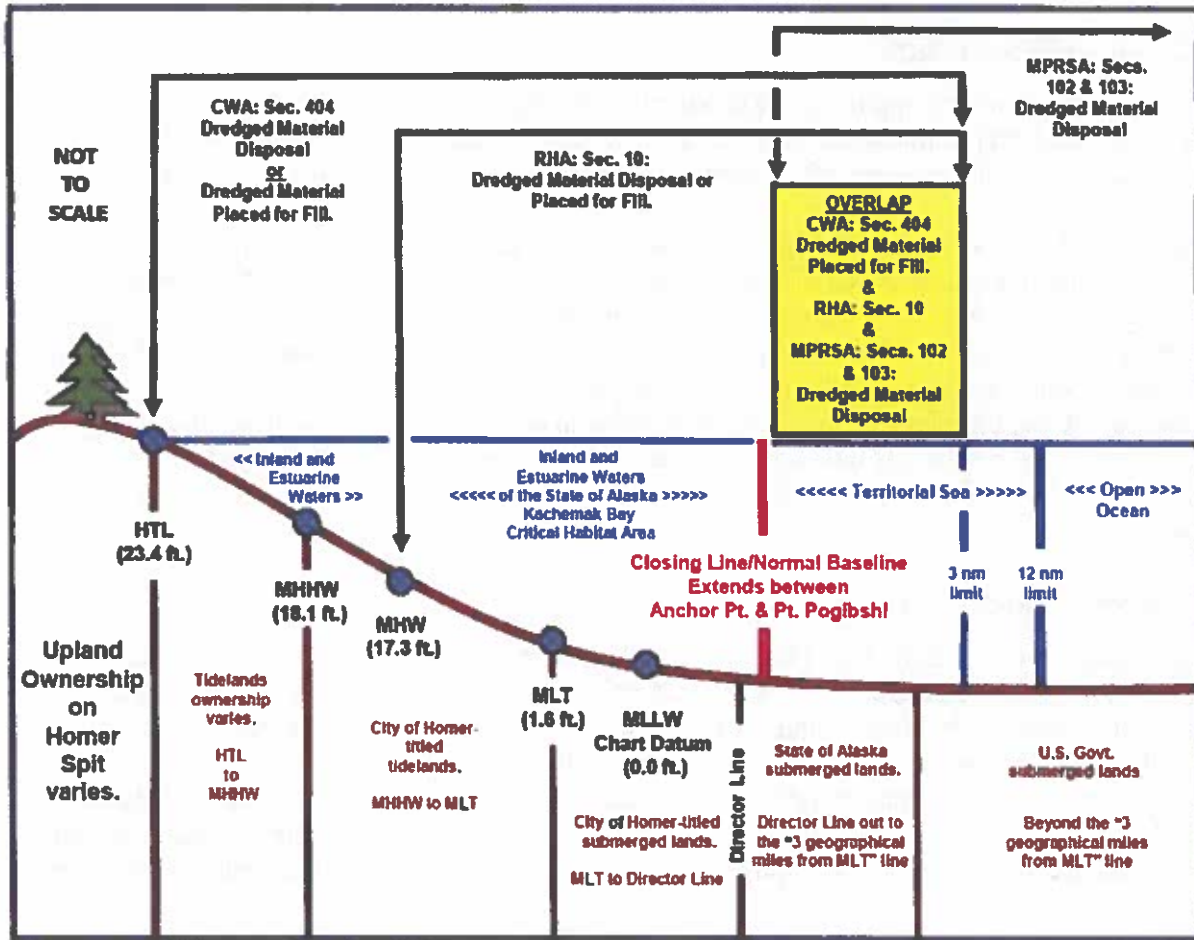 NOT
TO
SCALE
CWA: Sec. 404
Dredged Material
Disposal
or
Dredged Material
Placed for Fill.
RHA: Sec. 10:
Dredged Material Disposal or
Placed for Fill.
MPRSA: Secs.
102 & 103:
Dredged Material
Disposal
OVERLAP
CWA: Sec. 404
Dredged Material
Placed for Fill.
&
RHA: Sec. 10
&
MPRSA: Secs. 102
& 103:
Dredged Material
Disposal
<< Inland and
Estuarine
Waters >>
Inland and
Estuarine Waters
<<<<< of the State of Alaska >>>>>
Kachemak Bay
Critical Habitat Area
<<<<< Territorial Sea >>>>>
<<< Open >>>
Ocean
Closing Line/Normal Baseline
Extends between
Anchor Pt. & Pt. Pogibshi
3 nm
limit
12 nm
limit
HTL
(23.4 ft.)
MHHW
(18.1 ft.)
MHW
(17.3 ft.)
MLT
(1.6 ft.)
MLLW
Chart Datum
(0.0 ft.)
Upland
Ownership
on
Homer
Spit
varies.
Tidelands
ownership
varies.
HTL
to
MHHW
City of Homer-
titled
tidelands.
MHHW to MLT
City of Homer-titled
submerged lands.
MLT to Director Line
Director Line
State of Alaska
submerged lands.
Director Line out to
the "3 geographical
miles from MLT" line
U.S. Govt.
submerged lands
Beyond the "3
geographical miles
from MLT" line